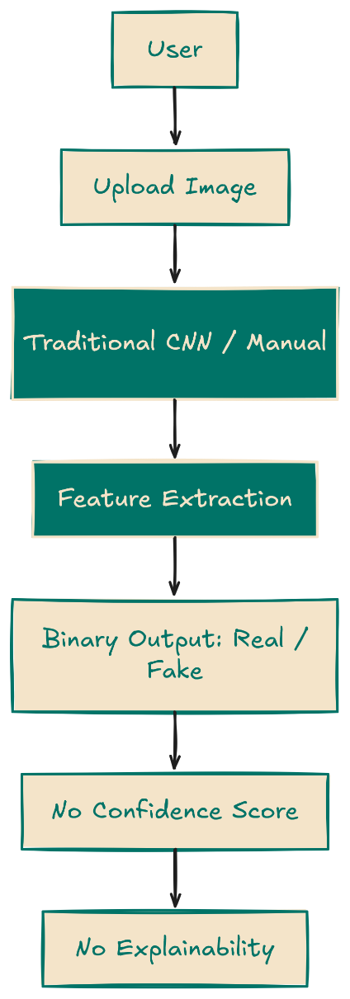 User
Upload Image
Traditional CNN / Manual
Feature Extraction
Binary Output: Real /
Fake
No Confidence Score
No Explainability